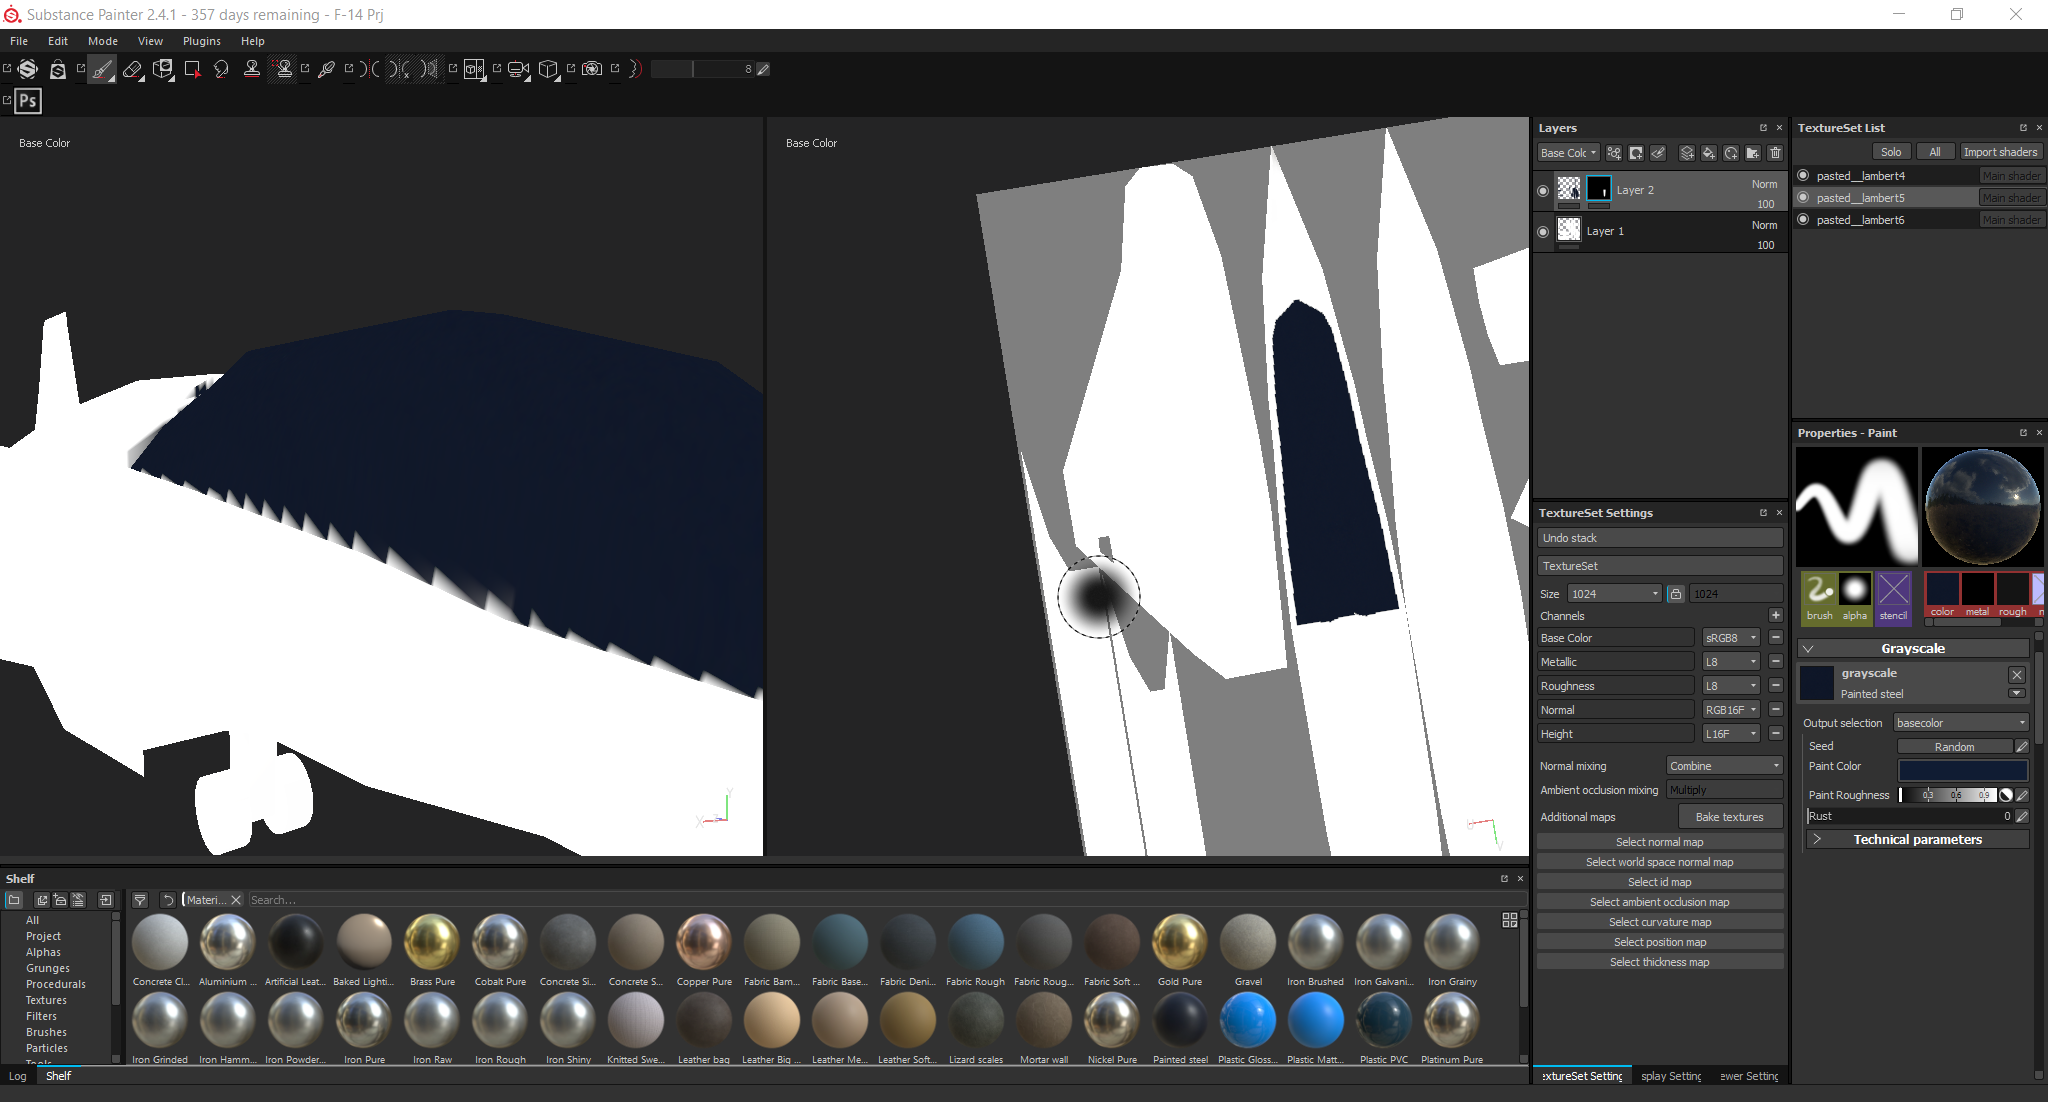 Substance Painter 2.4.1 - 357 days remaining - F-14 Prj
File Edit Mode View Plugins Help
8
Ps
Base Color
Base Color
X
Y
Z
U
V
Layers
Base Colc
Layer 2
Norm
100
Layer 1
Norm
100
TextureSet List
Solo All Import shaders
pasted__lambert4 Main shader
pasted__lambert5 Main shader
pasted__lambert6 Main shader
TextureSet Settings
Undo stack
TextureSet
Size 1024 1024
Channels
Base Color sRGB8
Metallic L8
Roughness L8
Normal RGB16F
Height L16F
Normal mixing Combine
Ambient occlusion mixing Multiply
Additional maps Bake textures
Select normal map
Select world space normal map
Select id map
Select ambient occlusion map
Select curvature map
Select position map
Select thickness map
extureSet Setting splay Setting ewer Setting
Properties - Paint
brush alpha stencil color metal rough n
Grayscale
grayscale
Painted steel
Output selection basecolor
Seed Random
Paint Color
Paint Roughness 0.3 0.6 0.9
Rust 0
Technical parameters
Shelf
Materi... Search...
All
Project
Alphas
Grunges
Procedurals
Textures
Filters
Brushes
Particles
Tools
Concrete Cl... Aluminium ... Artificial Leat... Baked Lighti... Brass Pure Cobalt Pure Concrete Si... Concrete S... Copper Pure Fabric Bam... Fabric Base... Fabric Deni... Fabric Rough Fabric Roug... Fabric Soft ... Gold Pure Gravel Iron Brushed Iron Galvani... Iron Grainy
Iron Grinded Iron Hamm... Iron Powder... Iron Pure Iron Raw Iron Rough Iron Shiny Knitted Swe... Leather bag Leather Big ... Leather Me... Leather Soft... Lizard scales Mortar wall Nickel Pure Painted steel Plastic Gloss... Plastic Matt... Plastic PVC Platinum Pure
Log Shelf